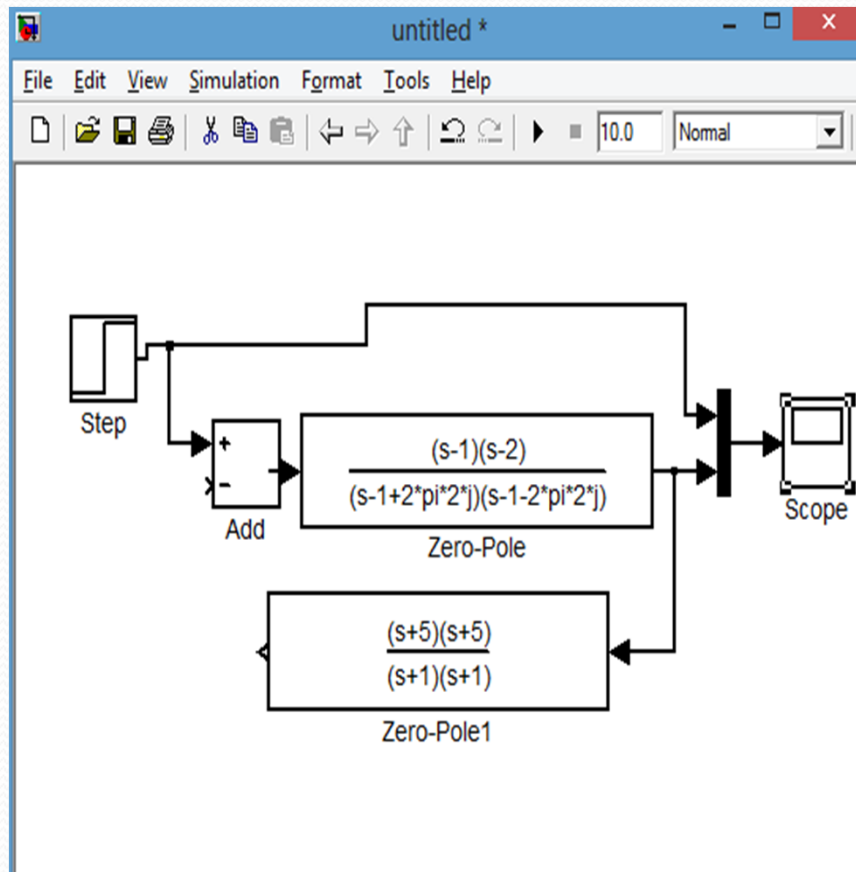 untitled *
File Edit View Simulation Format Tools Help
10.0 Normal
Step
+
−
Add
(s-1)(s-2)
(s-1+2*pi*2*j)(s-1-2*pi*2*j)
Zero-Pole
Scope
(s+5)(s+5)
(s+1)(s+1)
Zero-Pole1